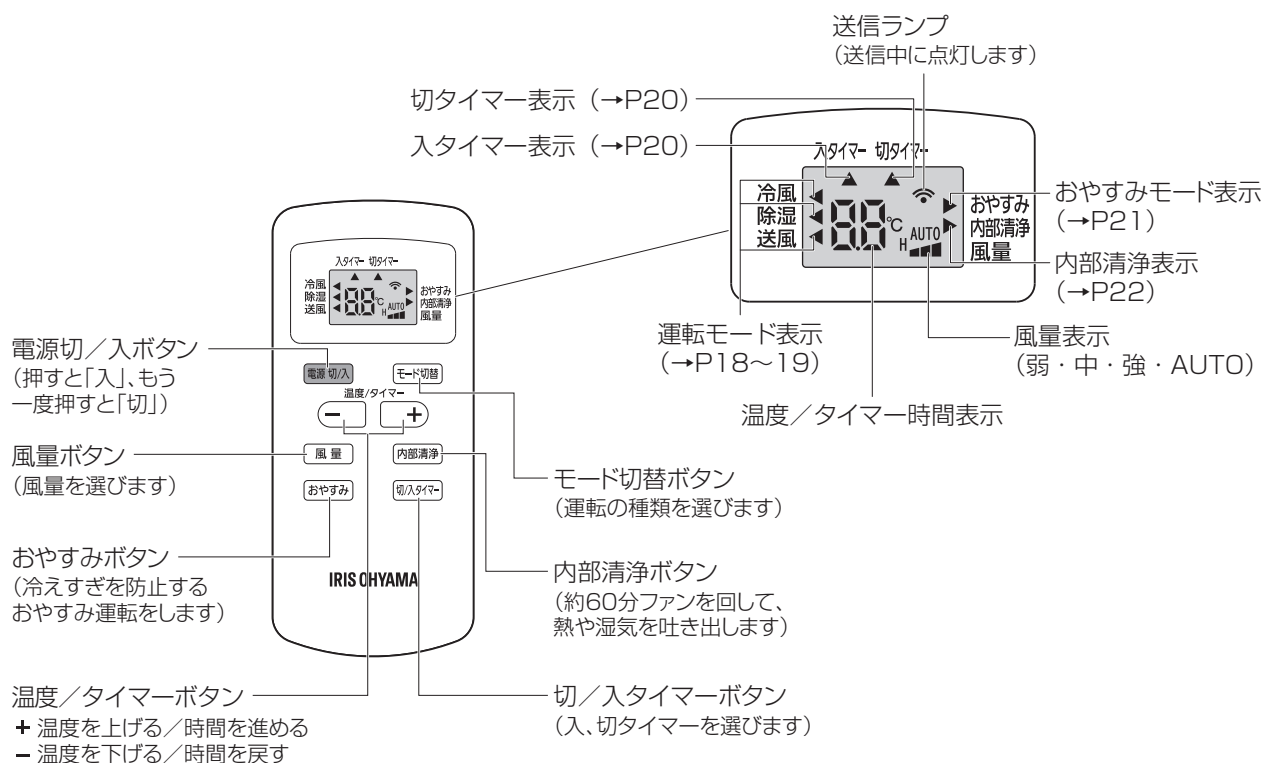 送信ランプ
（送信中に点灯します）
切タイマー表示（→P20）
入タイマー表示（→P20）
入タイマー 切タイマー
冷風
除湿
送風
88℃
H AUTO
おやすみ
内部清浄
風量
おやすみモード表示
（→P21）
内部清浄表示
（→P22）
運転モード表示
（→P18～19）
風量表示
（弱・中・強・AUTO）
温度／タイマー時間表示
入タイマー 切タイマー
冷風
除湿
送風
88℃
H AUTO
おやすみ
内部清浄
風量
電源 切/入
モード切替
温度/タイマー
− +
風量
内部清浄
おやすみ
切/入タイマー
IRIS OHYAMA
電源切／入ボタン
（押すと「入」、もう
一度押すと「切」）
風量ボタン
（風量を選びます）
おやすみボタン
（冷えすぎを防止する
おやすみ運転をします）
温度／タイマーボタン
+ 温度を上げる／時間を進める
− 温度を下げる／時間を戻す
モード切替ボタン
（運転の種類を選びます）
内部清浄ボタン
（約60分ファンを回して、
熱や湿気を吐き出します）
切／入タイマーボタン
（入、切タイマーを選びます）